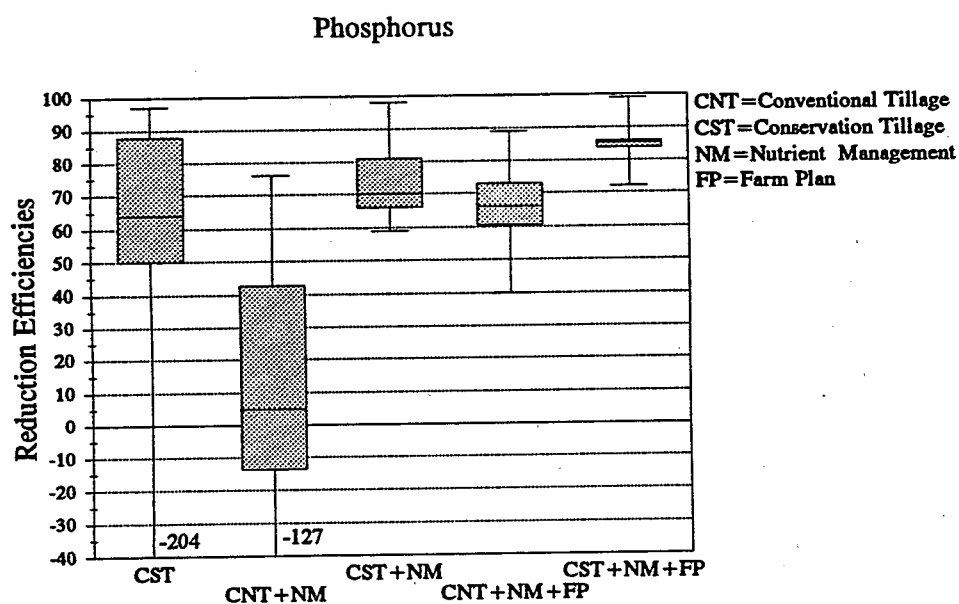 Phosphorus
Reduction Efficiencies
100
90
80
70
60
50
40
30
20
10
0
-10
-20
-30
-40
-204
-127
CST
CNT+NM
CST+NM
CNT+NM+FP
CST+NM+FP
CNT=Conventional Tillage
CST=Conservation Tillage
NM=Nutrient Management
FP=Farm Plan